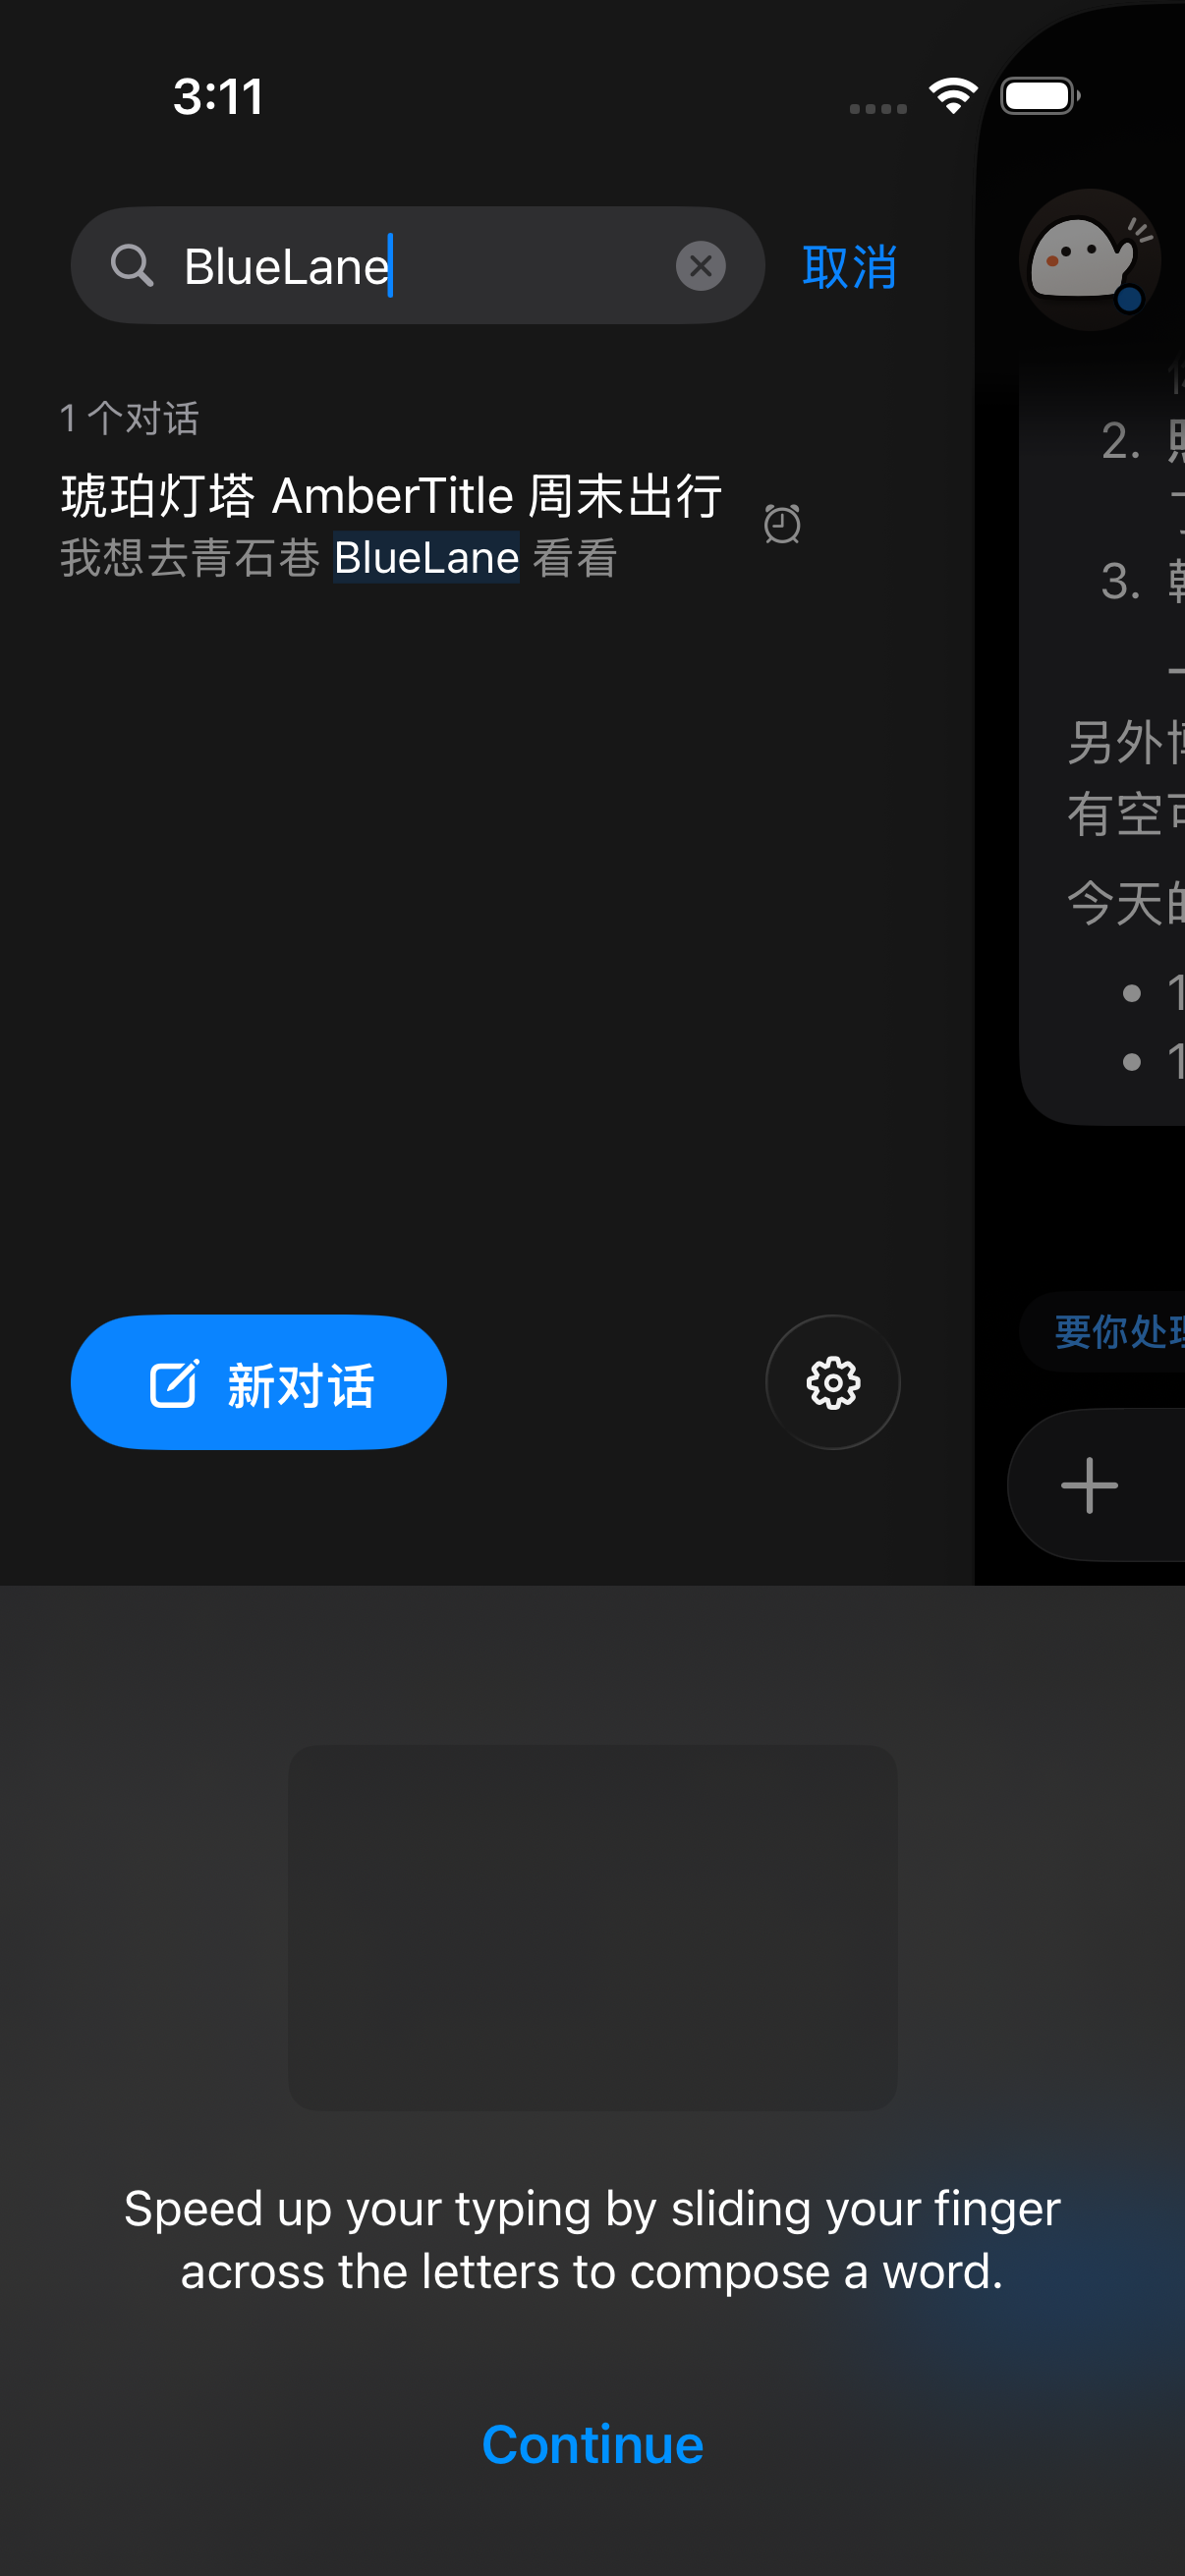 3:11
BlueLane
取消
1 个对话
琥珀灯塔 AmberTitle 周末出行
我想去青石巷 BlueLane 看看
2.
3.
另外
有空
今天
新对话
要你处
Speed up your typing by sliding your finger
across the letters to compose a word.
Continue